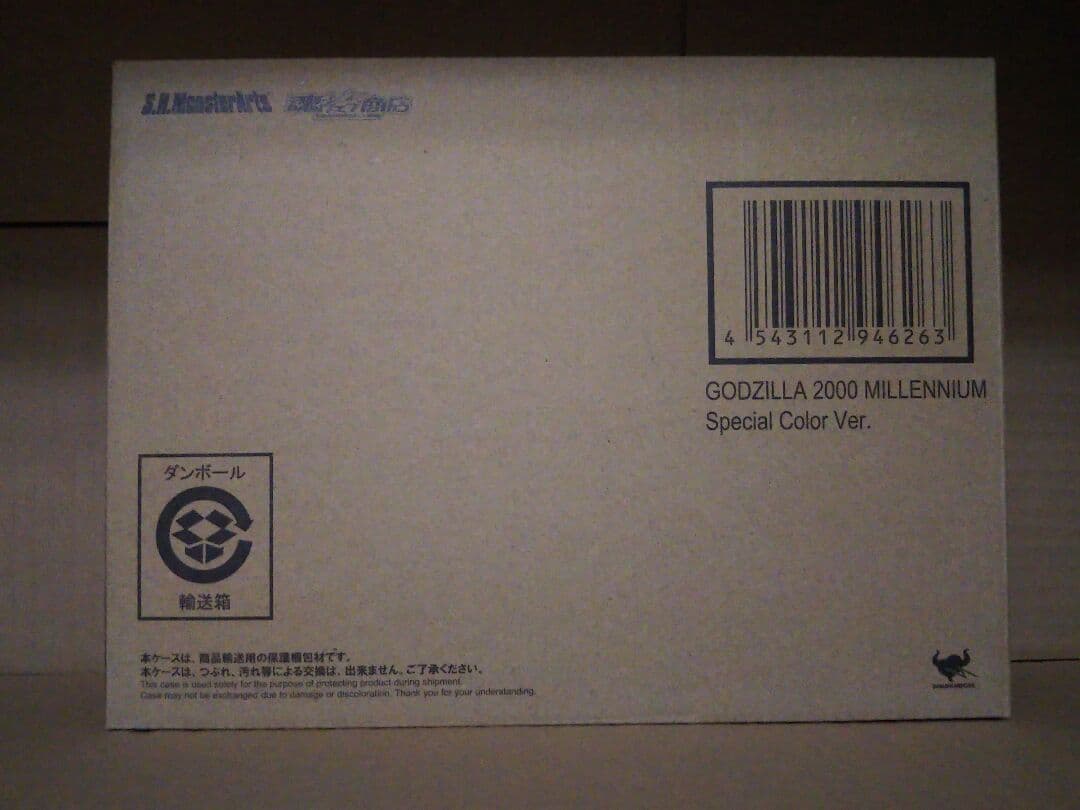 S.H.MonsterArts 魂ウェブ商店
4 543112 946263
GODZILLA 2000 MILLENNIUM
Special Color Ver.
ダンボール
輸送箱
本ケースは、商品輸送用の保護梱包材です。
本ケースは、つぶれ、汚れ等による交換は、出来ません。ご了承ください。
This case is used solely for the purpose of protecting product during shipment.
Case may not be exchanged due to damage or discoloration. Thank you for your understanding.